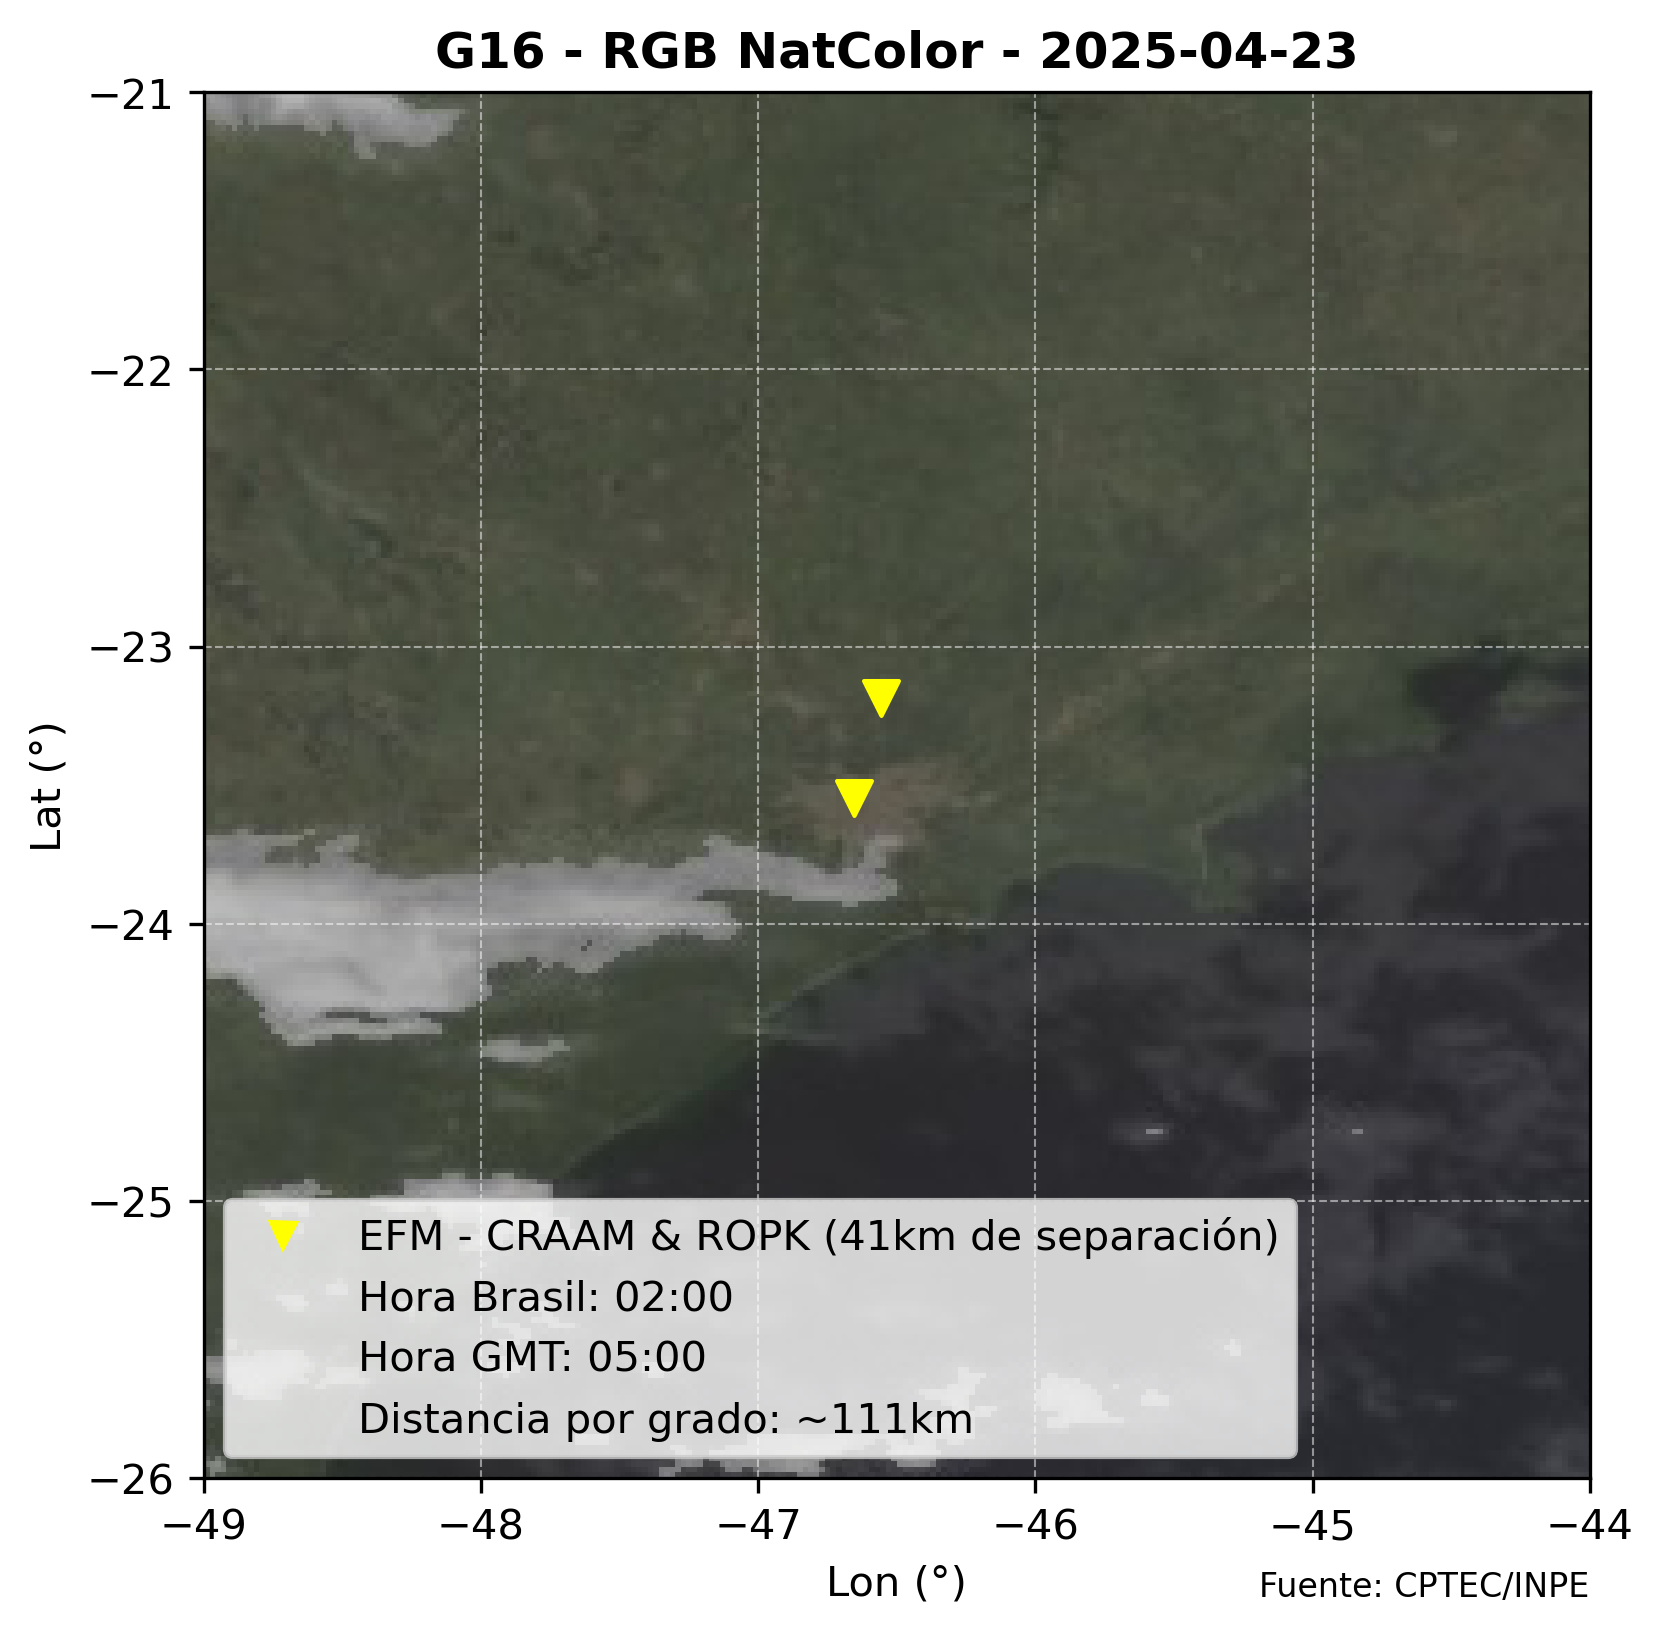 G16 - RGB NatColor - 2025-04-23
−21
−22
−23
−24
−25
−26
Lat (°)
EFM - CRAAM & ROPK (41km de separación)
Hora Brasil: 02:00
Hora GMT: 05:00
Distancia por grado: ~111km
−49 −48 −47 −46 −45 −44
Lon (°)
Fuente: CPTEC/INPE